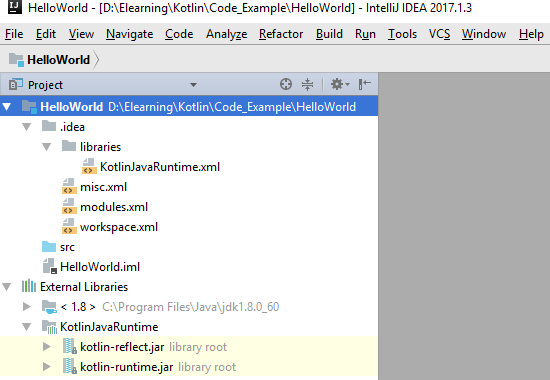 HelloWorld - [D:\Elearning\Kotlin\Code_Example\HelloWorld] - IntelliJ IDEA 2017.1.3
File Edit View Navigate Code Analyze Refactor Build Run Tools VCS Window Help
HelloWorld
Project
HelloWorld D:\Elearning\Kotlin\Code_Example\HelloWorld
.idea
libraries
KotlinJavaRuntime.xml
misc.xml
modules.xml
workspace.xml
src
HelloWorld.iml
External Libraries
< 1.8 > C:\Program Files\Java\jdk1.8.0_60
KotlinJavaRuntime
kotlin-reflect.jar library root
kotlin-runtime.jar library root